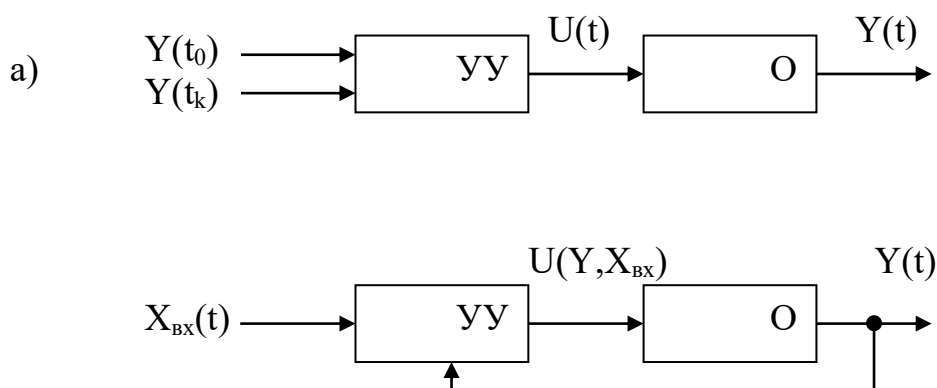 U(t) Y(t)
а) Y(t₀) УУ О
Y(tₖ)
U(Y,Xвх) Y(t)
Xвх(t) УУ О